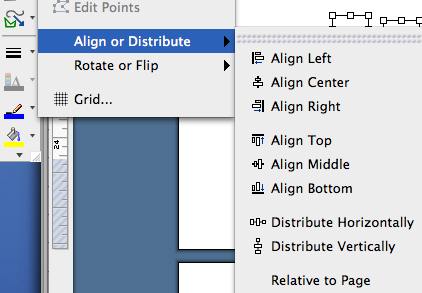 Edit Points
Align or Distribute
Rotate or Flip
Grid...
24
Align Left
Align Center
Align Right
Align Top
Align Middle
Align Bottom
Distribute Horizontally
Distribute Vertically
Relative to Page